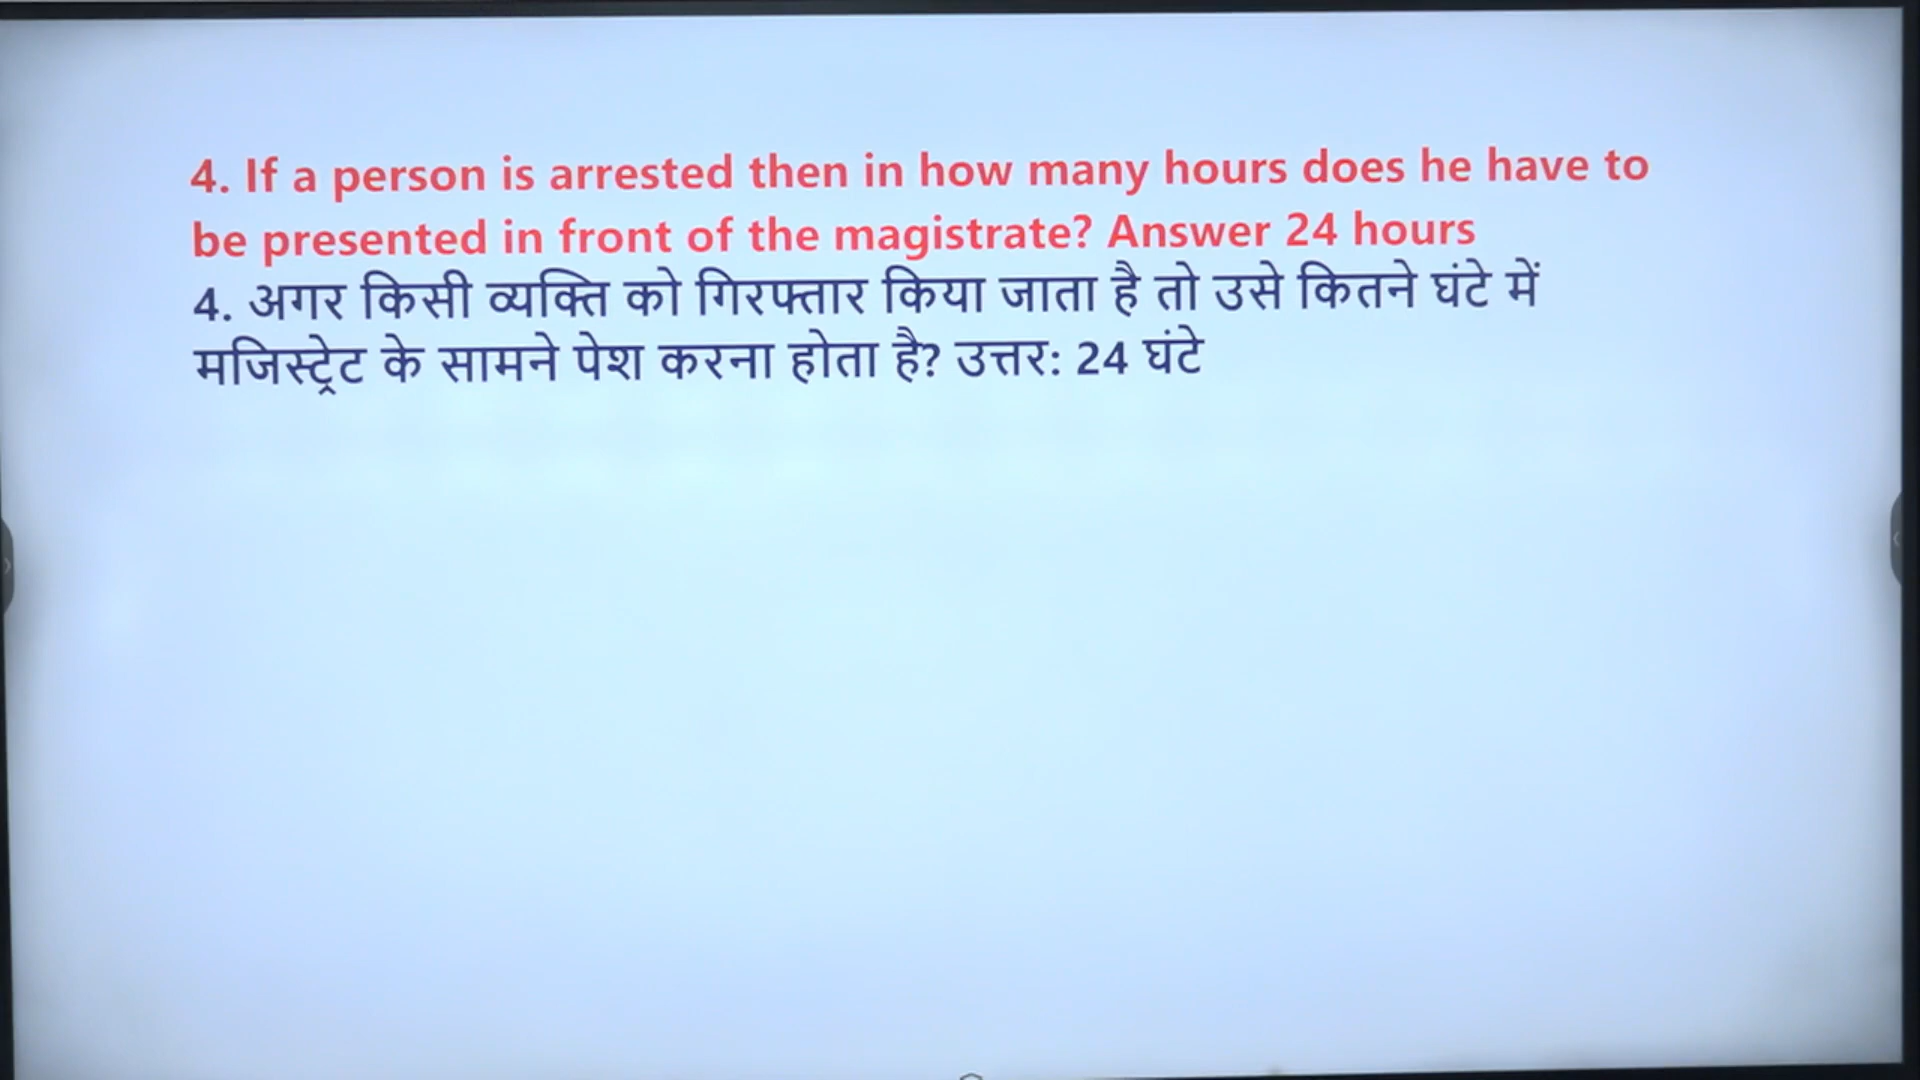 4. If a person is arrested then in how many hours does he have to
be presented in front of the magistrate? Answer 24 hours
4. अगर किसी व्यक्ति को गिरफ्तार किया जाता है तो उसे कितने घंटे में
मजिस्ट्रेट के सामने पेश करना होता है? उत्तर: 24 घंटे